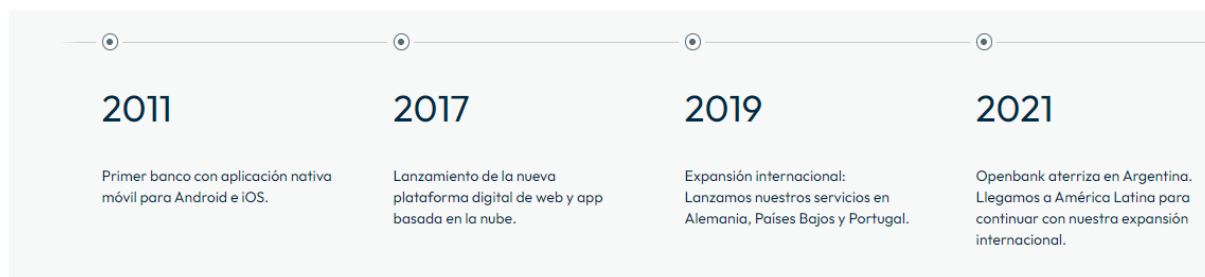 2011
Primer banco con aplicación nativa
móvil para Android e iOS.
2017
Lanzamiento de la nueva
plataforma digital de web y app
basada en la nube.
2019
Expansión internacional:
Lanzamos nuestros servicios en
Alemania, Países Bajos y Portugal.
2021
Openbank aterriza en Argentina.
Llegamos a América Latina para
continuar con nuestra expansión
internacional.